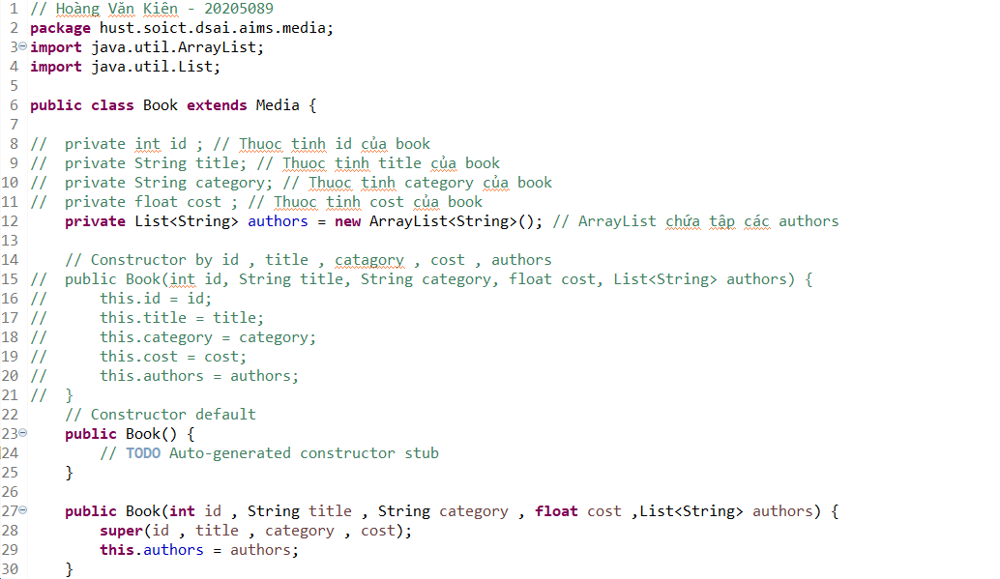 1 // Hoàng Văn Kiên - 20205089
2 package hust.soict.dsai.aims.media;
3 import java.util.ArrayList;
4 import java.util.List;
5
6 public class Book extends Media {
7
8 //  private int id ; // Thuoc tinh id của book
9 //  private String title; // Thuoc tinh title của book
10 //  private String category; // Thuoc tinh category của book
11 //  private float cost ; // Thuoc tinh cost của book
12     private List<String> authors = new ArrayList<String>(); // ArrayList chứa tập các authors
13
14     // Constructor by id , title , catagory , cost , authors
15 //  public Book(int id, String title, String category, float cost, List<String> authors) {
16 //      this.id = id;
17 //      this.title = title;
18 //      this.category = category;
19 //      this.cost = cost;
20 //      this.authors = authors;
21 //  }
22     // Constructor default
23     public Book() {
24         // TODO Auto-generated constructor stub
25     }
26
27     public Book(int id , String title , String category , float cost ,List<String> authors) {
28         super(id , title , category , cost);
29         this.authors = authors;
30     }